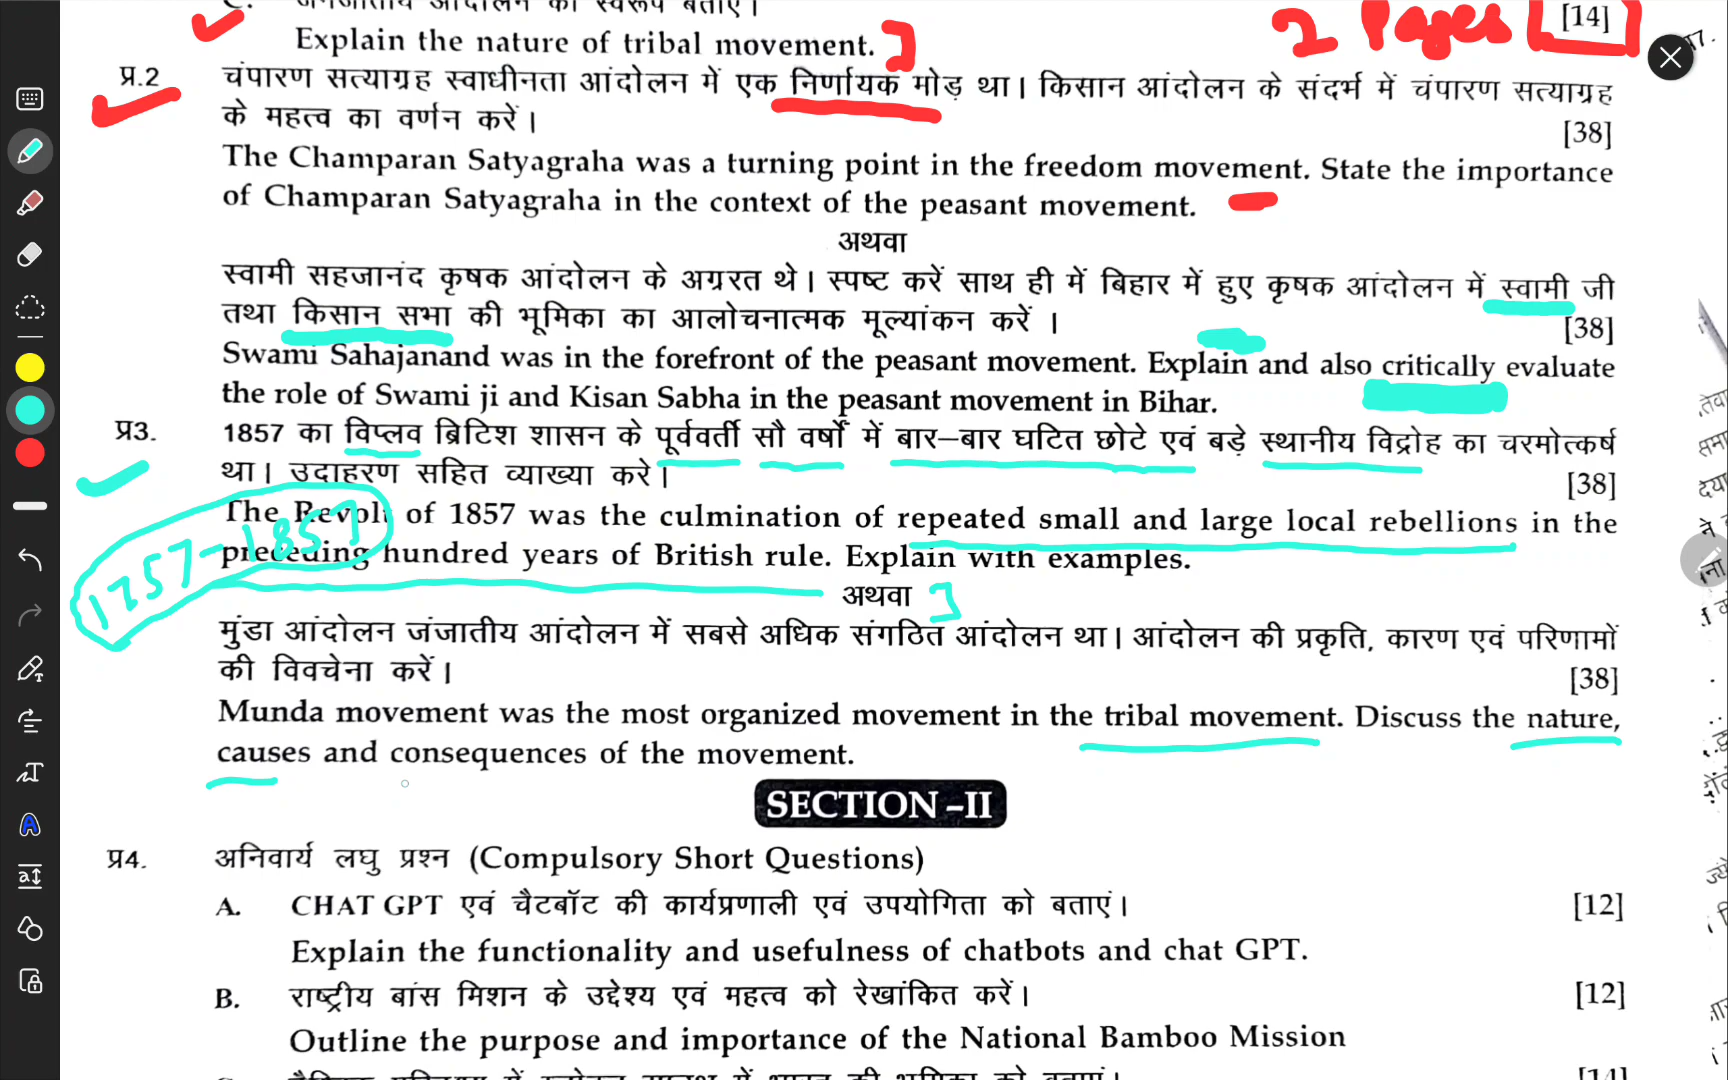 C. जनजातीय आंदोलन का स्वरूप बताएं।
Explain the nature of tribal movement.
2 Pages [14]
प्र.2 चंपारण सत्याग्रह स्वाधीनता आंदोलन में एक निर्णायक मोड़ था। किसान आंदोलन के संदर्भ में चंपारण सत्याग्रह
के महत्व का वर्णन करें। [38]
The Champaran Satyagraha was a turning point in the freedom movement. State the importance
of Champaran Satyagraha in the context of the peasant movement.
अथवा
स्वामी सहजानंद कृषक आंदोलन के अग्ररत थे। स्पष्ट करें साथ ही में बिहार में हुए कृषक आंदोलन में स्वामी जी
तथा किसान सभा की भूमिका का आलोचनात्मक मूल्यांकन करें । [38]
Swami Sahajanand was in the forefront of the peasant movement. Explain and also critically evaluate
the role of Swami ji and Kisan Sabha in the peasant movement in Bihar.
प्र3. 1857 का विप्लव ब्रिटिश शासन के पूर्ववर्ती सौ वर्षों में बार-बार घटित छोटे एवं बड़े स्थानीय विद्रोह का चरमोत्कर्ष
था। उदाहरण सहित व्याख्या करे। [38]
The Revolt of 1857 was the culmination of repeated small and large local rebellions in the
preceding hundred years of British rule. Explain with examples.
1757-1857
अथवा
मुंडा आंदोलन जंजातीय आंदोलन में सबसे अधिक संगठित आंदोलन था। आंदोलन की प्रकृति, कारण एवं परिणामों
की विवचेना करें। [38]
Munda movement was the most organized movement in the tribal movement. Discuss the nature,
causes and consequences of the movement.
SECTION-II
प्र4. अनिवार्य लघु प्रश्न (Compulsory Short Questions)
A. CHAT GPT एवं चैटबॉट की कार्यप्रणाली एवं उपयोगिता को बताएं। [12]
Explain the functionality and usefulness of chatbots and chat GPT.
B. राष्ट्रीय बांस मिशन के उद्देश्य एवं महत्व को रेखांकित करें। [12]
Outline the purpose and importance of the National Bamboo Mission
[14]